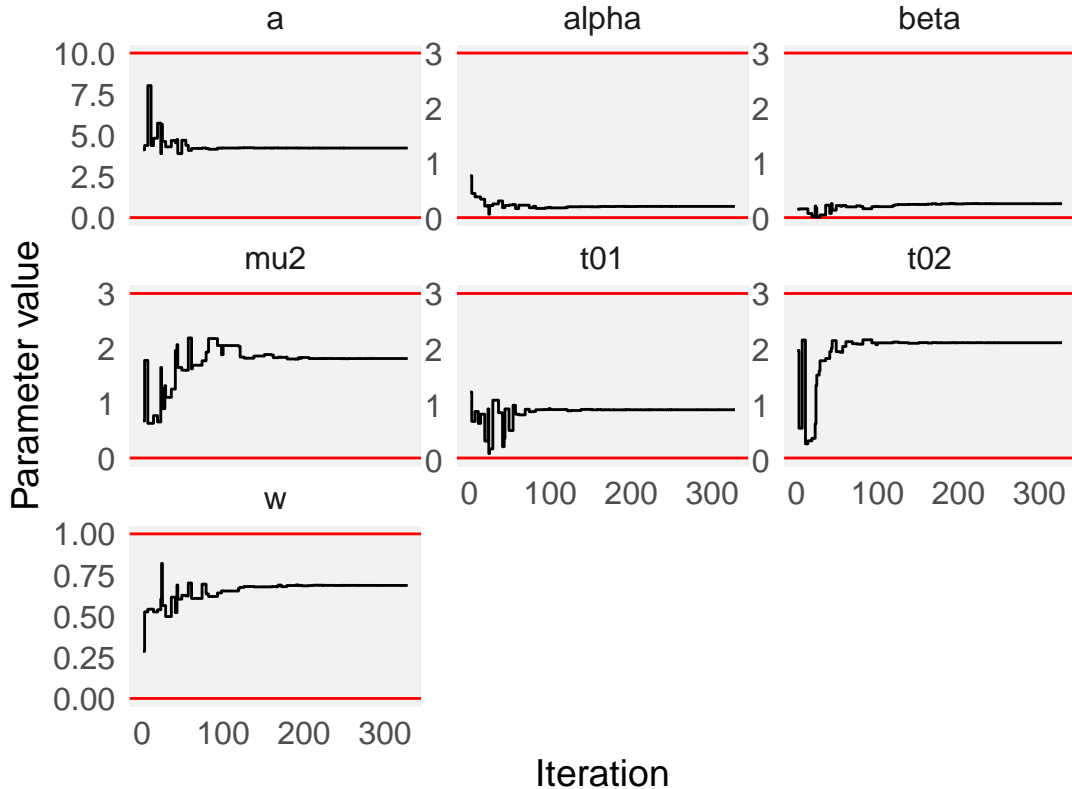 a alpha beta
10.0 3 3
7.5 2 2
5.0
2.5 1 1
0.0 0 0
mu2 t01 t02
3 3 3
2 2 2
1 1 1
0 0 0
0 100 200 300 0 100 200 300
w
1.00
0.75
0.50
0.25
0.00
0 100 200 300
Parameter value
Iteration